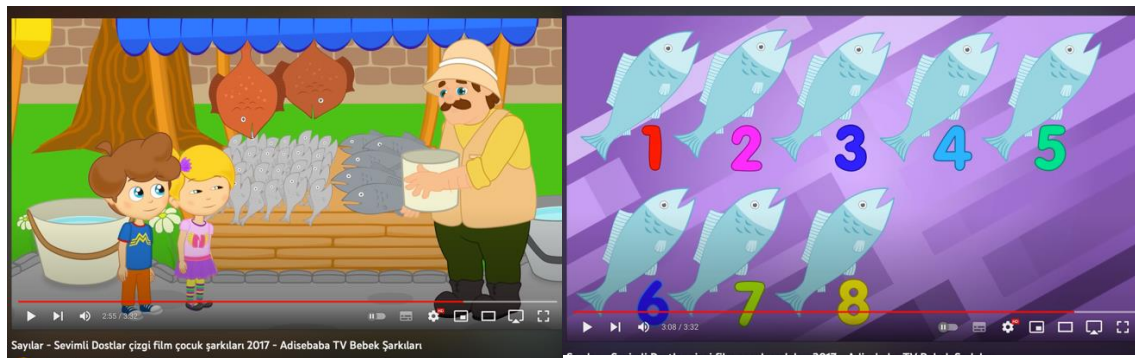 1 2 3 4 5
6 7 8
2:55 / 3:32
3:08 / 3:32
Sayılar - Sevimli Dostlar çizgi film çocuk şarkıları 2017 - Adisebaba TV Bebek Şarkıları